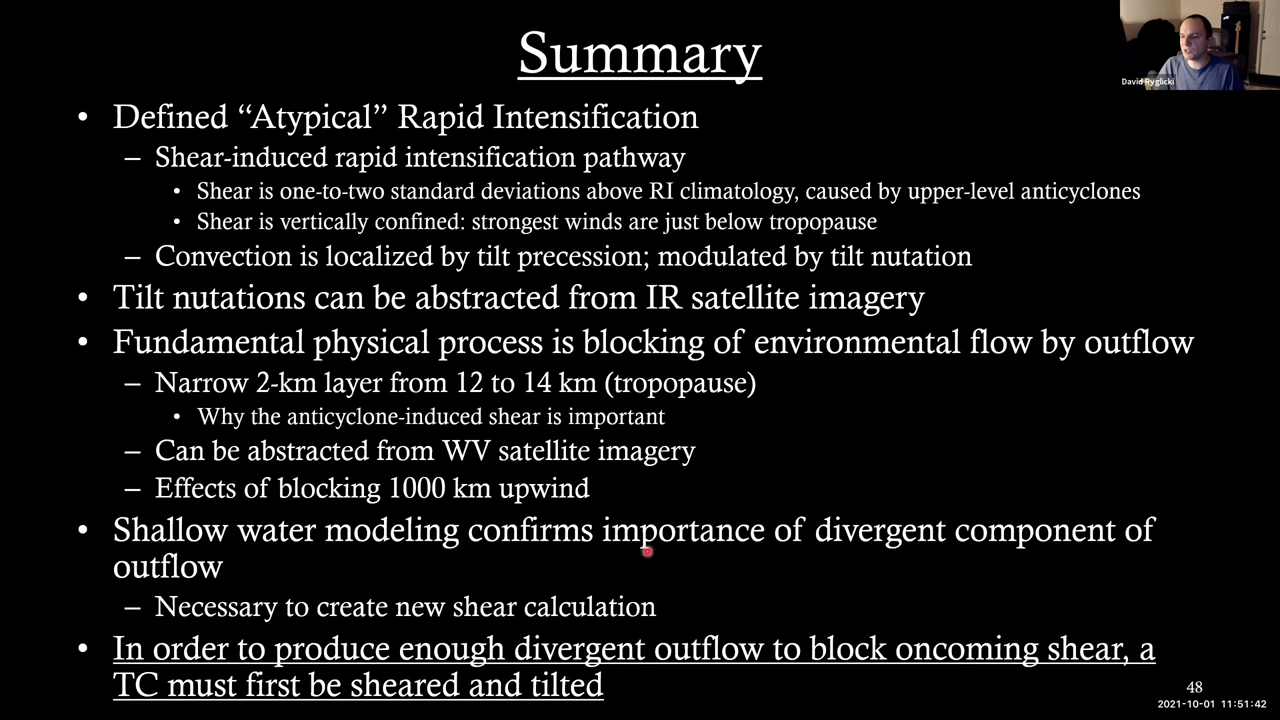 Summary
David Ryglicki
• Defined “Atypical” Rapid Intensification
– Shear-induced rapid intensification pathway
• Shear is one-to-two standard deviations above RI climatology, caused by upper-level anticyclones
• Shear is vertically confined: strongest winds are just below tropopause
– Convection is localized by tilt precession; modulated by tilt nutation
• Tilt nutations can be abstracted from IR satellite imagery
• Fundamental physical process is blocking of environmental flow by outflow
– Narrow 2-km layer from 12 to 14 km (tropopause)
• Why the anticyclone-induced shear is important
– Can be abstracted from WV satellite imagery
– Effects of blocking 1000 km upwind
• Shallow water modeling confirms importance of divergent component of
outflow
– Necessary to create new shear calculation
• In order to produce enough divergent outflow to block oncoming shear, a
TC must first be sheared and tilted
48
2021-10-01 11:51:42